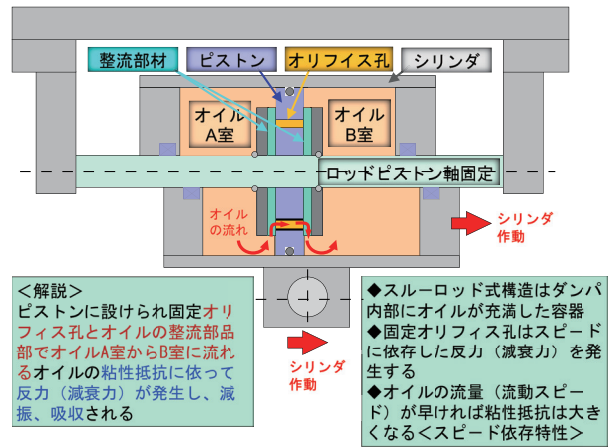 整流部材
ピストン
オリフイス孔
シリンダ
オイル
A室
オイル
B室
ロッドピストン軸固定
オイル
の流れ
シリンダ
作動
シリンダ
作動
<解説>
ピストンに設けられ固定オリ
フィス孔とオイルの整流部品
部でオイルA室からB室に流れ
るオイルの粘性抵抗に依って
反力（減衰力）が発生し、減
振、吸収される
◆スルーロッド式構造はダンパ
内部にオイルが充満した容器
◆固定オリフィス孔はスピード
に依存した反力（減衰力）を発
生する
◆オイルの流量（流動スピー
ド）が早ければ粘性抵抗は大き
くなる<スピード依存特性>